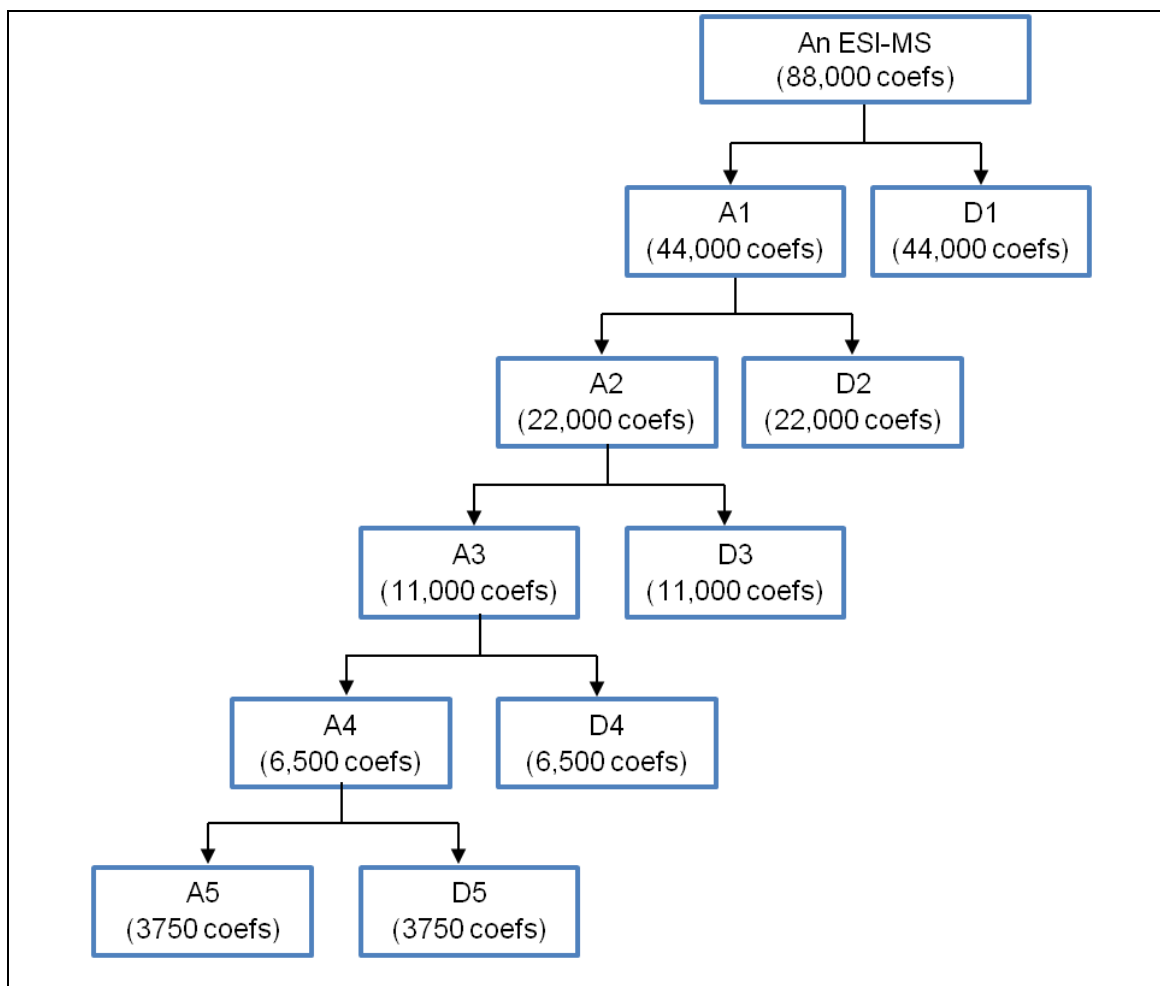 An ESI-MS
(88,000 coefs)
A1
(44,000 coefs)
D1
(44,000 coefs)
A2
(22,000 coefs)
D2
(22,000 coefs)
A3
(11,000 coefs)
D3
(11,000 coefs)
A4
(6,500 coefs)
D4
(6,500 coefs)
A5
(3750 coefs)
D5
(3750 coefs)